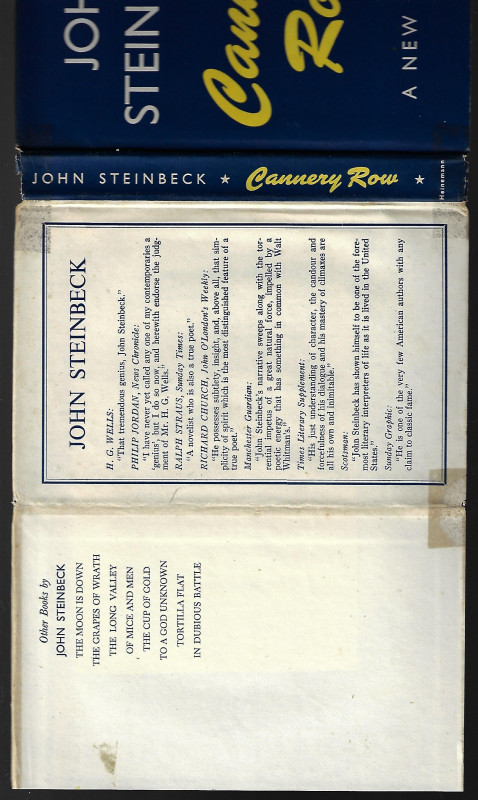 JOH
STEIN
Cann
Ro
A NEW
JOHN STEINBECK ★ Cannery Row ★
Heinemann
JOHN STEINBECK
H. G. WELLS:
"That tremendous genius, John Steinbeck."
PHILIP JORDAN, News Chronicle:
"I have never yet called any one of my contemporaries a
'genius', but I do so now, and herewith endorse the judg-
ment of Mr. H. G. Wells."
RALPH STRAUS, Sunday Times:
"A novelist who is also a true poet."
RICHARD CHURCH, John O'London's Weekly:
"He possesses subtlety, insight, and, above all, that sim-
plicity of spirit which is the most distinguished feature of a
true poet."
Manchester Guardian:
"John Steinbeck's narrative sweeps along with the tor-
rential impetus of a great natural force, impelled by a
poetic energy that has something in common with Walt
Whitman's."
Times Literary Supplement:
"His just understanding of character, the candour and
forcefulness of his dialogue and his mastery of climaxes are
all his own and inimitable."
Scotsman:
"John Steinbeck has shown himself to be one of the fore-
most literary interpreters of life as it is lived in the United
States."
Sunday Graphic:
"He is one of the very few American authors with any
claim to classic fame."
Other Books by
JOHN STEINBECK
THE MOON IS DOWN
THE GRAPES OF WRATH
THE LONG VALLEY
OF MICE AND MEN
THE CUP OF GOLD
TO A GOD UNKNOWN
TORTILLA FLAT
IN DUBIOUS BATTLE